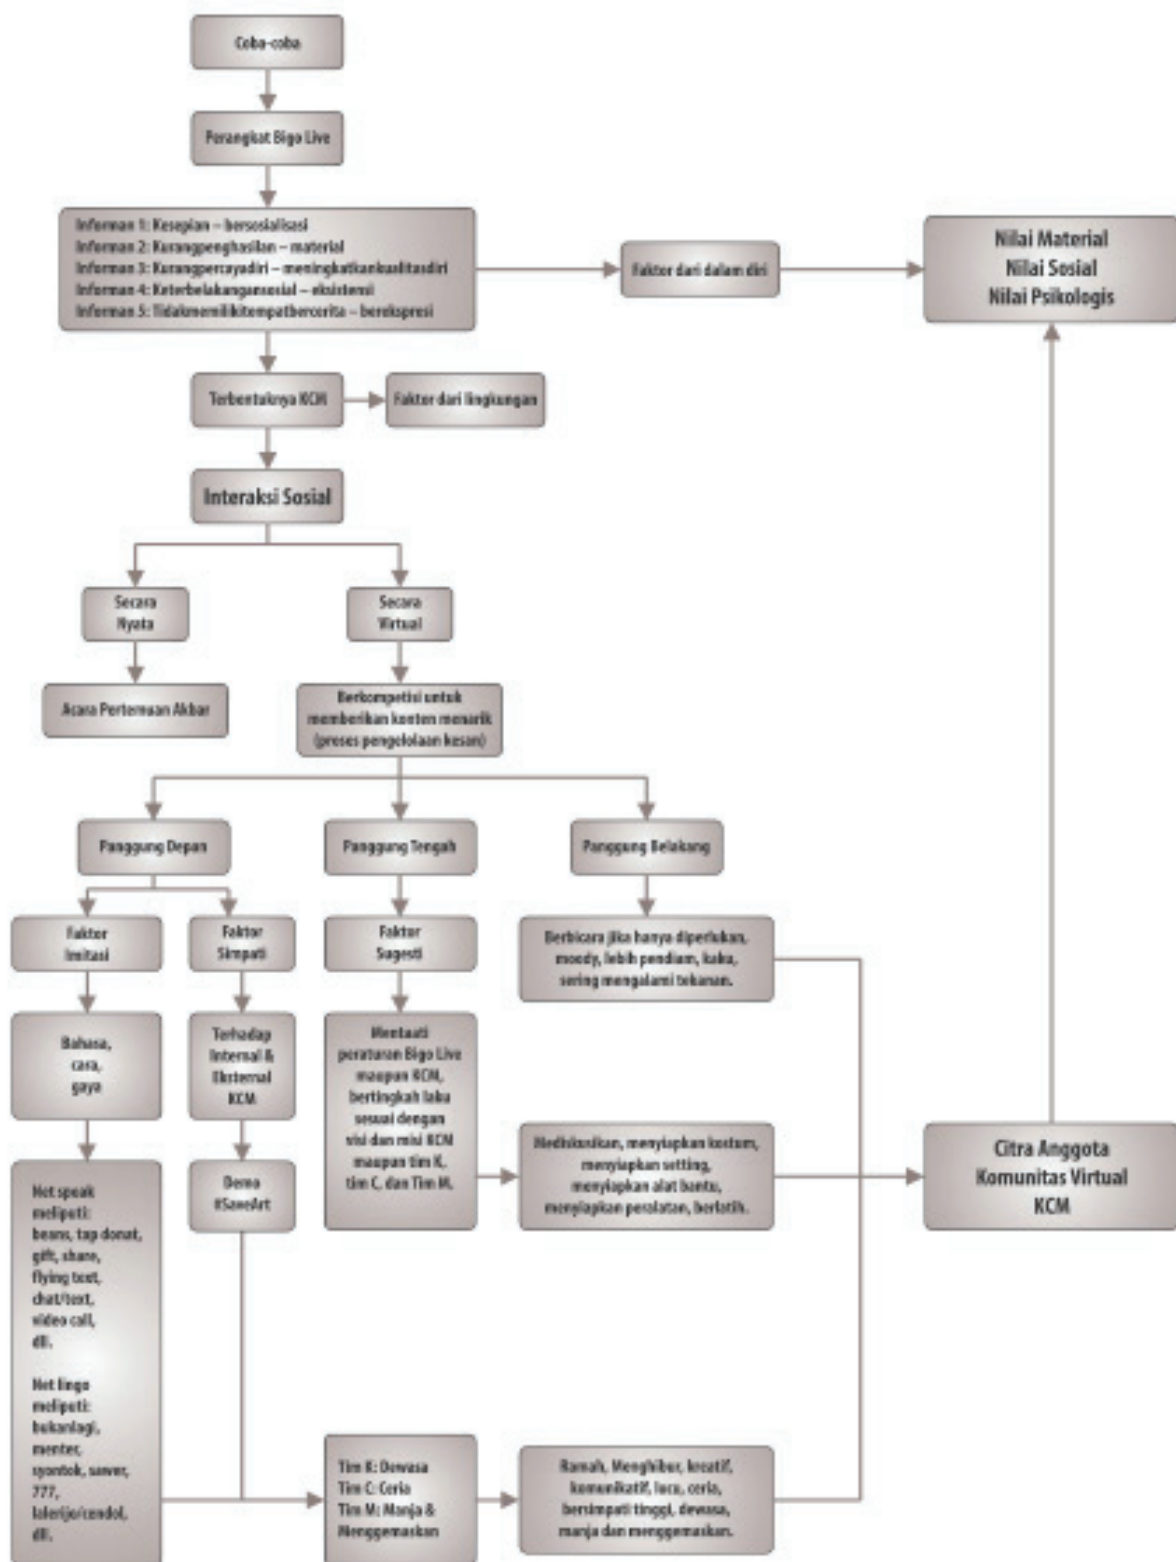 Coba-coba
Perangkat Bigo Live
Informan 1: Kesepian – bersosialisasi
Informan 2: Kurangpenghasilan – material
Informan 3: Kurangpercayadiri – meningkatkankualitasdiri
Informan 4: Keterbelakangansosial – eksistensi
Informan 5: Tidakmemilikitempatbercerita – berekspresi
Faktor dari dalam diri
Nilai Material
Nilai Sosial
Nilai Psikologis
Terbentuknya KCM
Faktor dari lingkungan
Interaksi Sosial
Secara
Nyata
Secara
Virtual
Acara Pertemuan Akbar
Berkompetisi untuk
memberikan konten menarik
(proses pengelolaan kesan)
Panggung Depan
Panggung Tengah
Panggung Belakang
Faktor
Imitasi
Faktor
Simpati
Faktor
Sugesti
Berbicara jika hanya diperlukan,
moody, lebih pendiam, kaku,
sering mengalami tekanan.
Bahasa,
cara,
gaya
Terhadap
Internal &
Eksternal
KCM
Mentaati
peraturan Bigo Live
maupun KCM,
bertingkah laku
sesuai dengan
visi dan misi KCM
maupun tim K,
tim C, dan Tim M.
Net speak
meliputi:
beans, tap donat,
gift, share,
flying text,
chat/text,
video call,
dll.
Net lingo
meliputi:
bukanlagi,
menter,
syontok, sawer,
777,
lalerijo/cendol,
dll.
Demo
#SaveArt
Mediskusikan, menyiapkan kostum,
menyiapkan setting,
menyiapkan alat bantu,
menyiapkan peralatan, berlatih.
Citra Anggota
Komunitas Virtual
KCM
Tim K: Dewasa
Tim C: Ceria
Tim M: Manja &
Menggemaskan
Ramah, Menghibur, kreatif,
komunikatif, lucu, ceria,
bersimpati tinggi, dewasa,
manja dan menggemaskan.